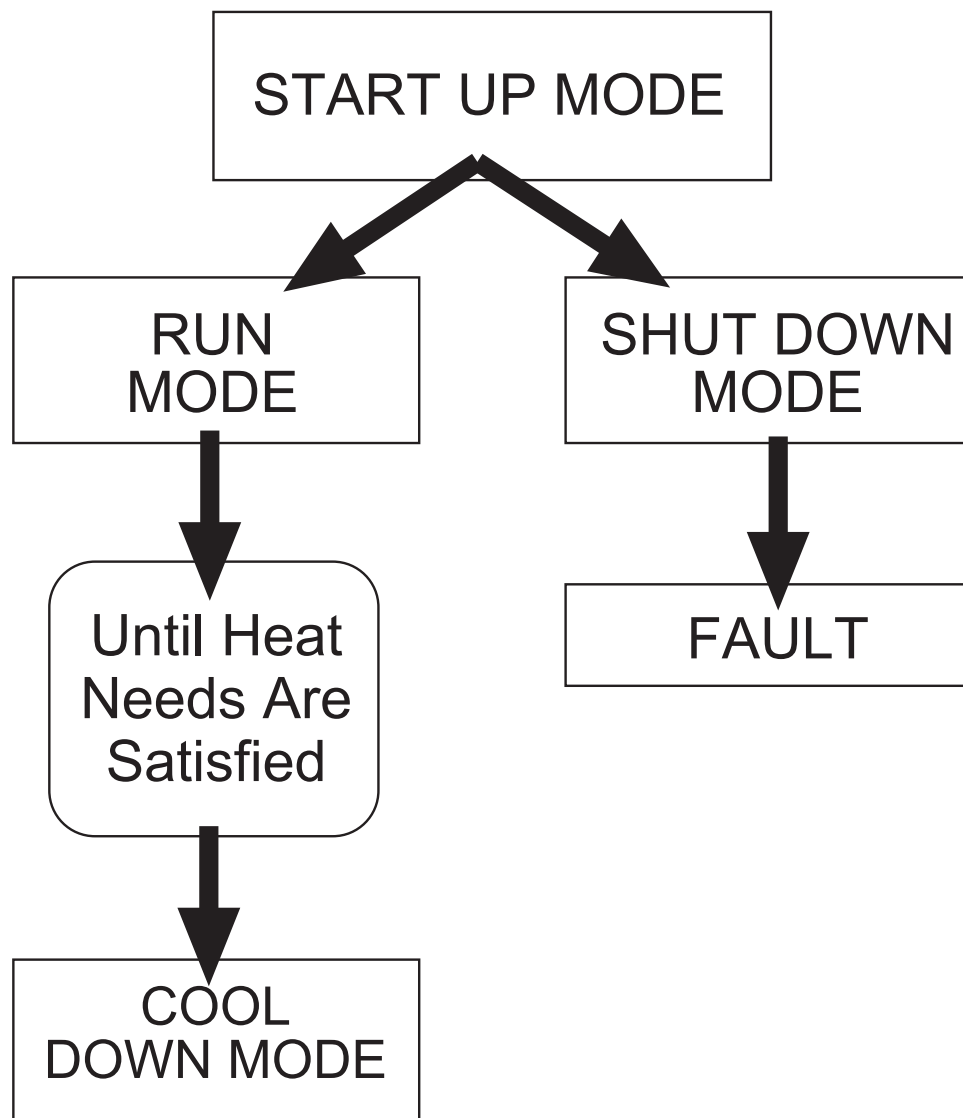 START UP MODE
RUN
MODE
SHUT DOWN
MODE
Until Heat
Needs Are
Satisfied
FAULT
COOL
DOWN MODE